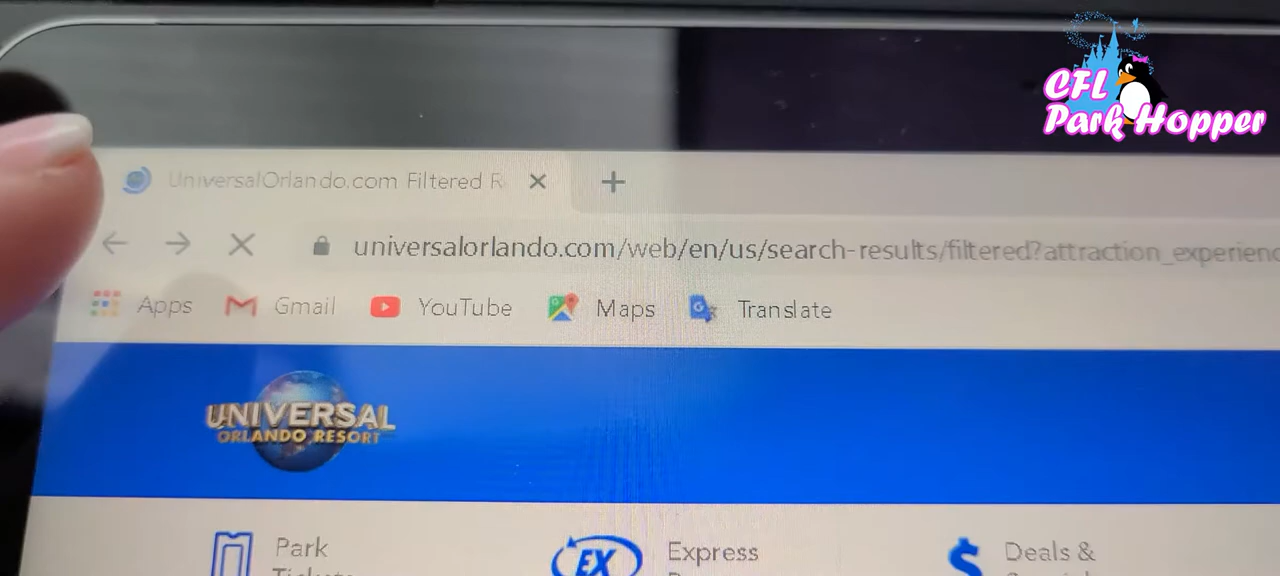 CFL
Park Hopper
UniversalOrlando.com Filtered R
universalorlando.com/web/en/us/search-results/filtered?attraction_experienc
Apps Gmail YouTube Maps Translate
UNIVERSAL
ORLANDO RESORT
Park
EX Express
Deals &